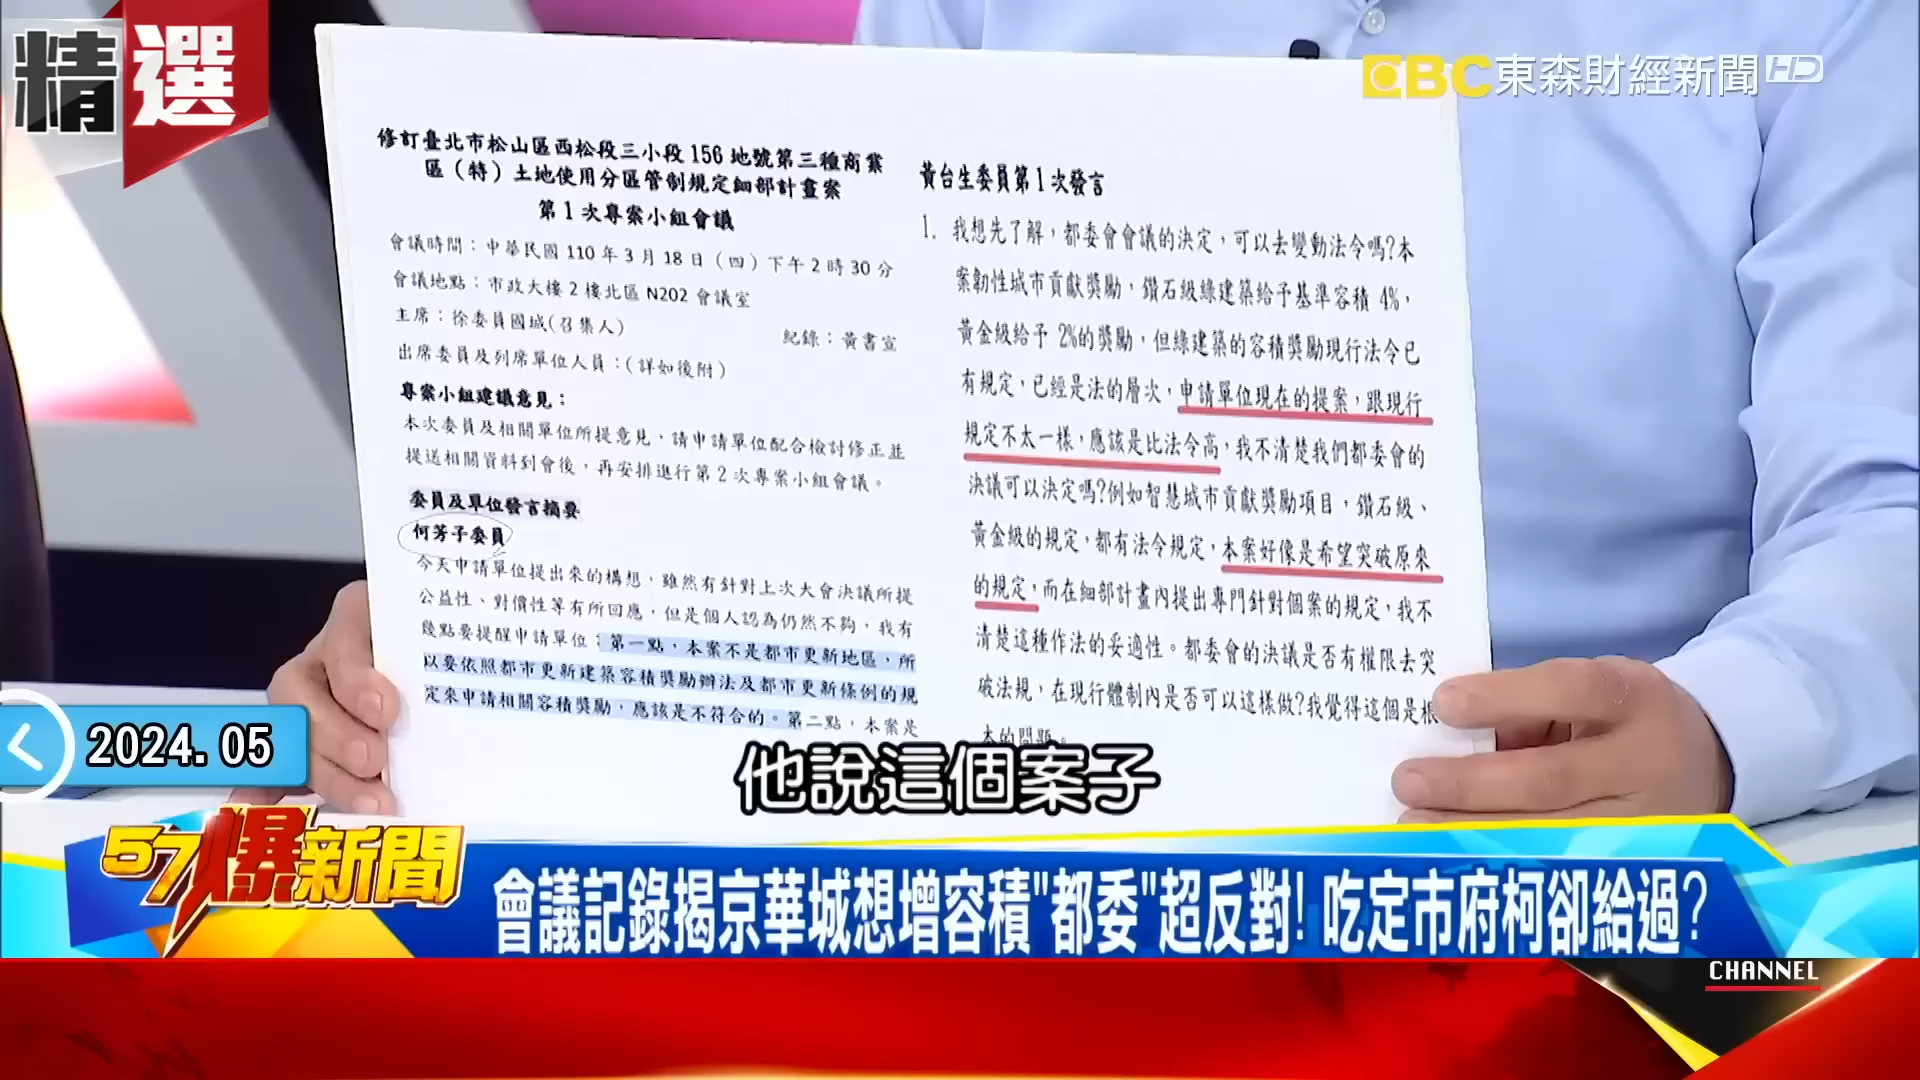 精選
EBC東森財經新聞HD
修訂臺北市松山區西松段三小段156地號第三種商業
區（特）土地使用分區管制規定細部計畫案
第1次專案小組會議
會議時間：中華民國110年3月18日（四）下午2時30分
會議地點：市政大樓2樓北區N202會議室
主席：徐委員國城(召集人)
紀錄：黃書宣
出席委員及列席單位人員：（詳如後附）
專案小組建議意見：
本次委員及相關單位所提意見，請申請單位配合檢討修正並
提送相關資料到會後，再安排進行第2次專案小組會議。
委員及單位發言摘要
何芳子委員
今天申請單位提出來的構想，雖然有針對上次大會決議所提
公益性、對價性等有所回應，但是個人認為仍然不夠，我有
幾點要提醒申請單位：第一點，本案不是都市更新地區，所
以要依照都市更新建築容積獎勵辦法及都市更新條例的規
定來申請相關容積獎勵，應該是不符合的。第二點，本案是
黃台生委員第1次發言
1. 我想先了解，都委會會議的決定，可以去變動法令嗎?本
案韌性城市貢獻獎勵，鑽石級綠建築給予基準容積4%，
黃金級給予2%的獎勵，但綠建築的容積獎勵現行法令已
有規定，已經是法的層次，申請單位現在的提案，跟現行
規定不太一樣，應該是比法令高，我不清楚我們都委會的
決議可以決定嗎?例如智慧城市貢獻獎勵項目，鑽石級、
黃金級的規定，都有法令規定，本案好像是希望突破原來
的規定，而在細部計畫內提出專門針對個案的規定，我不
清楚這種作法的妥適性。都委會的決議是否有權限去突
破法規，在現行體制內是否可以這樣做?我覺得這個是根
本的問題。
他說這個案子
2024.05
57爆新聞
會議記錄揭京華城想增容積"都委"超反對! 吃定市府柯卻給過?
CHANNEL